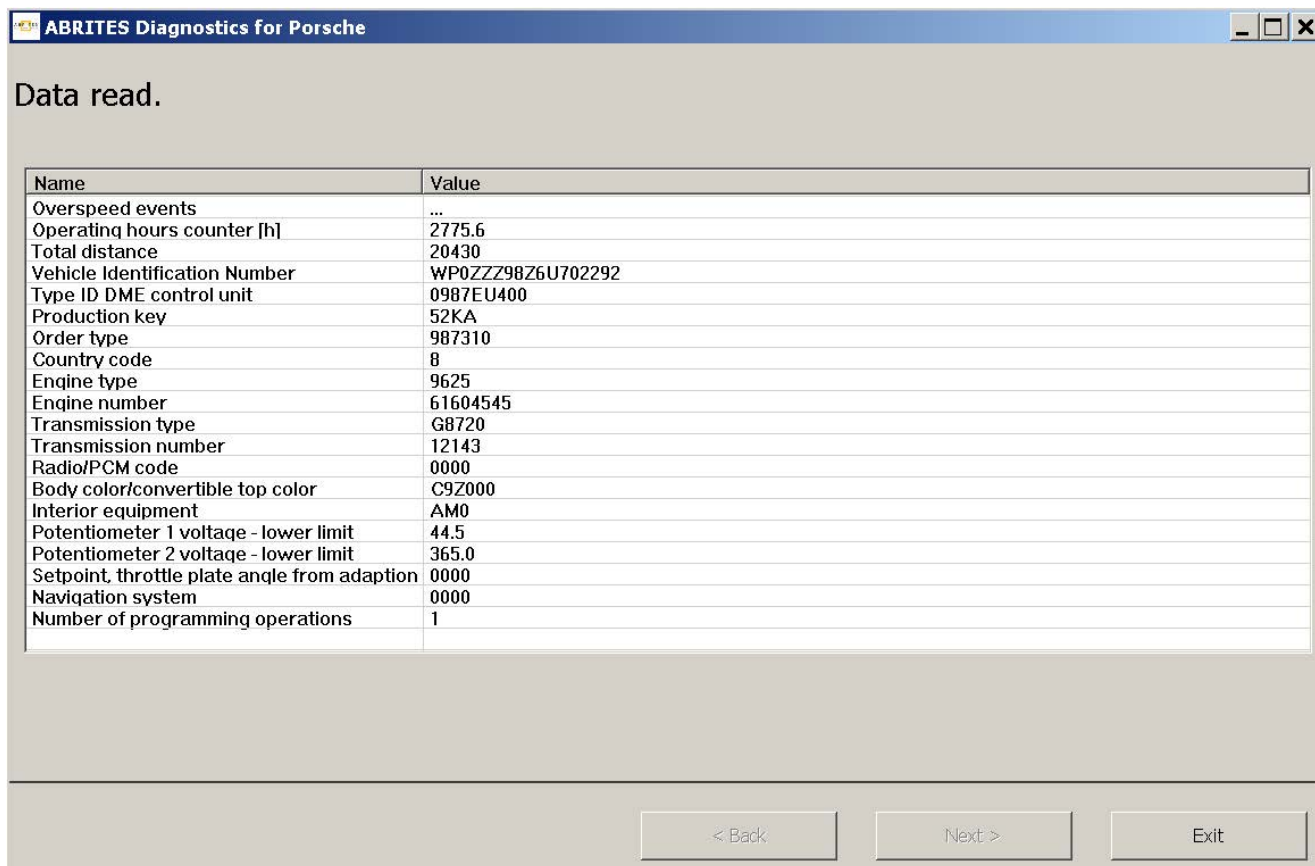 ABRITES Diagnostics for Porsche
Data read.
Name Value
Overspeed events ...
Operating hours counter [h] 2775.6
Total distance 20430
Vehicle Identification Number WP0ZZZ98Z6U702292
Type ID DME control unit 0987EU400
Production key 52KA
Order type 987310
Country code 8
Engine type 9625
Engine number 61604545
Transmission type G8720
Transmission number 12143
Radio/PCM code 0000
Body color/convertible top color C9Z000
Interior equipment AM0
Potentiometer 1 voltage - lower limit 44.5
Potentiometer 2 voltage - lower limit 365.0
Setpoint, throttle plate angle from adaption 0000
Navigation system 0000
Number of programming operations 1
< Back Next > Exit